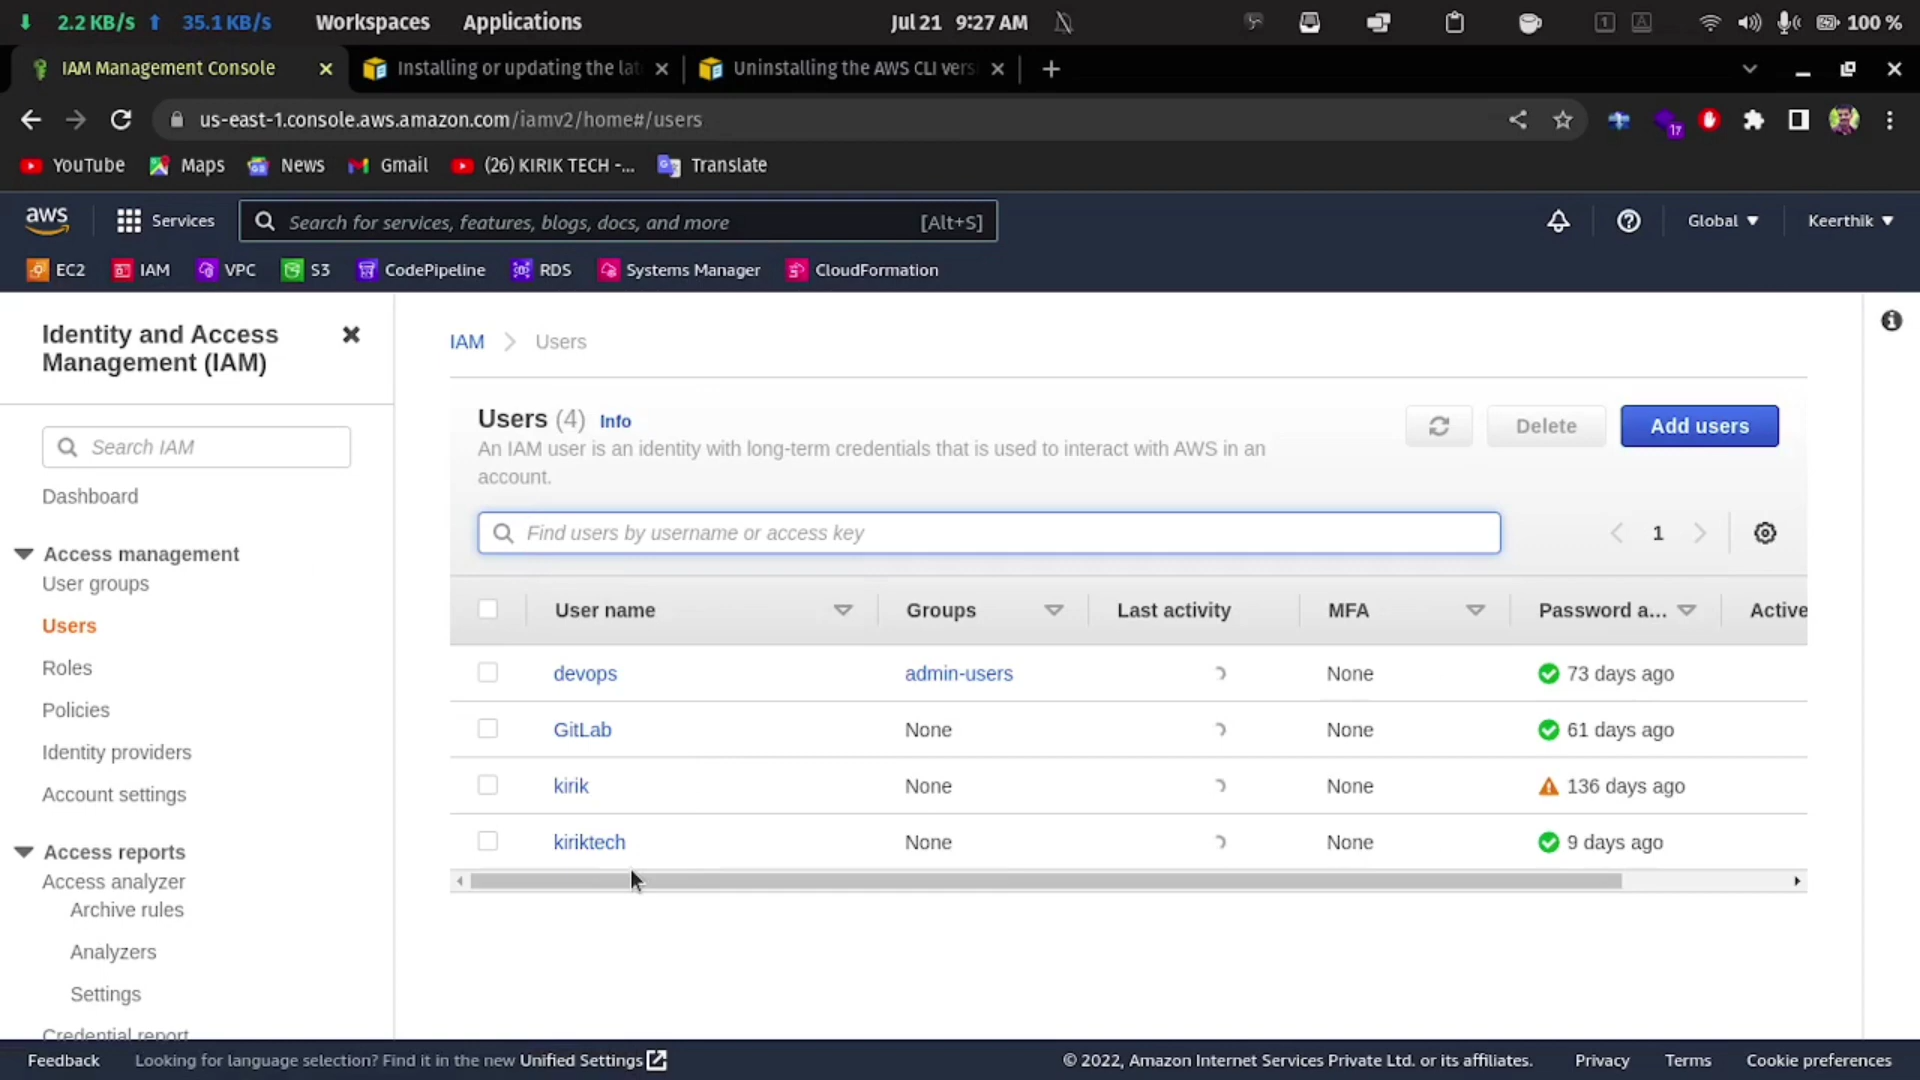 2.2 KB/s 35.1 KB/s Workspaces Applications Jul 21 9:27 AM 1 A 100 %
IAM Management Console Installing or updating the lat Uninstalling the AWS CLI vers
us-east-1.console.aws.amazon.com/iamv2/home#/users 17
YouTube Maps News Gmail (26) KIRIK TECH -... Translate
aws Services Search for services, features, blogs, docs, and more [Alt+S] Global Keerthik
EC2 IAM VPC S3 CodePipeline RDS Systems Manager CloudFormation
Identity and Access
Management (IAM)
Search IAM
Dashboard
Access management
User groups
Users
Roles
Policies
Identity providers
Account settings
Access reports
Access analyzer
Archive rules
Analyzers
Settings
Credential report
IAM Users
Users (4) Info
An IAM user is an identity with long-term credentials that is used to interact with AWS in an
account.
Delete Add users
Find users by username or access key 1
User name Groups Last activity MFA Password a... Active
devops admin-users None 73 days ago
GitLab None None 61 days ago
kirik None None 136 days ago
kiriktech None None 9 days ago
Feedback Looking for language selection? Find it in the new Unified Settings © 2022, Amazon Internet Services Private Ltd. or its affiliates. Privacy Terms Cookie preferences